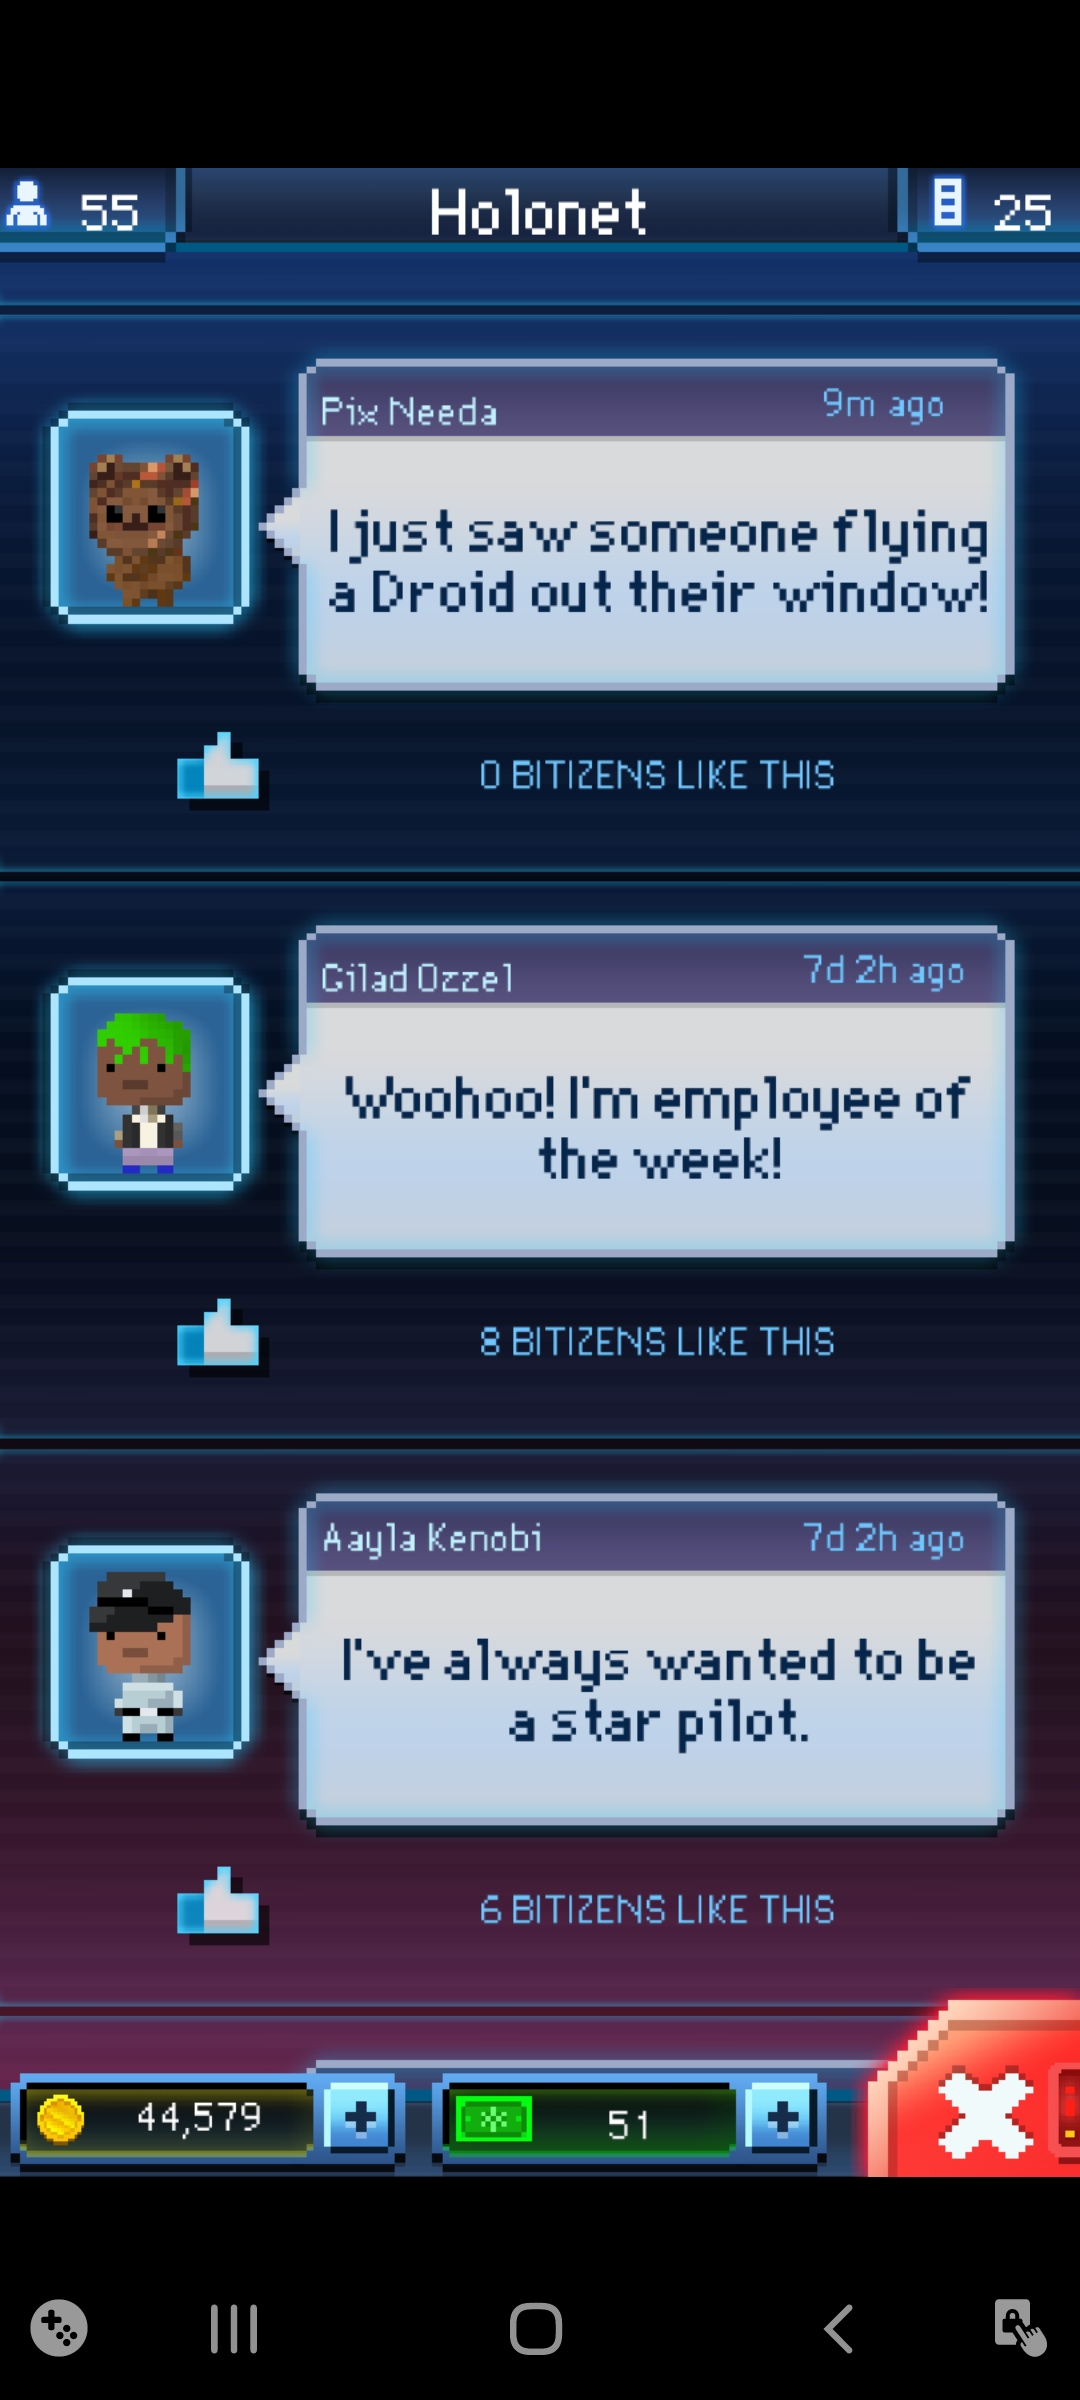 55
Holonet
25
Pix Needa
9m ago
I just saw someone flying
a Droid out their window!
0 BITIZENS LIKE THIS
Gilad Ozzel
7d 2h ago
Woohoo! I'm employee of
the week!
8 BITIZENS LIKE THIS
Aayla Kenobi
7d 2h ago
I've always wanted to be
a star pilot.
6 BITIZENS LIKE THIS
44,579
51